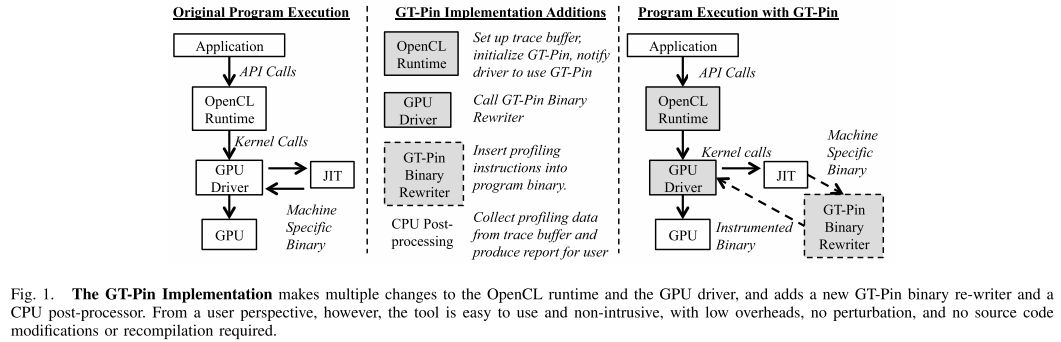 Original Program Execution
Application
API Calls
OpenCL
Runtime
Kernel Calls
GPU
Driver
JIT
Machine
Specific
Binary
GPU
GT-Pin Implementation Additions
OpenCL
Runtime
Set up trace buffer,
initialize GT-Pin, notify
driver to use GT-Pin
GPU
Driver
Call GT-Pin Binary
Rewriter
GT-Pin
Binary
Rewriter
Insert profiling
instructions into
program binary.
CPU Post-
processing
Collect profiling data
from trace buffer and
produce report for user
Program Execution with GT-Pin
Application
API Calls
OpenCL
Runtime
Kernel calls
GPU
Driver
JIT
Machine
Specific
Binary
GT-Pin
Binary
Rewriter
Instrumented
Binary
GPU
Fig. 1. The GT-Pin Implementation makes multiple changes to the OpenCL runtime and the GPU driver, and adds a new GT-Pin binary re-writer and a
CPU post-processor. From a user perspective, however, the tool is easy to use and non-intrusive, with low overheads, no perturbation, and no source code
modifications or recompilation required.